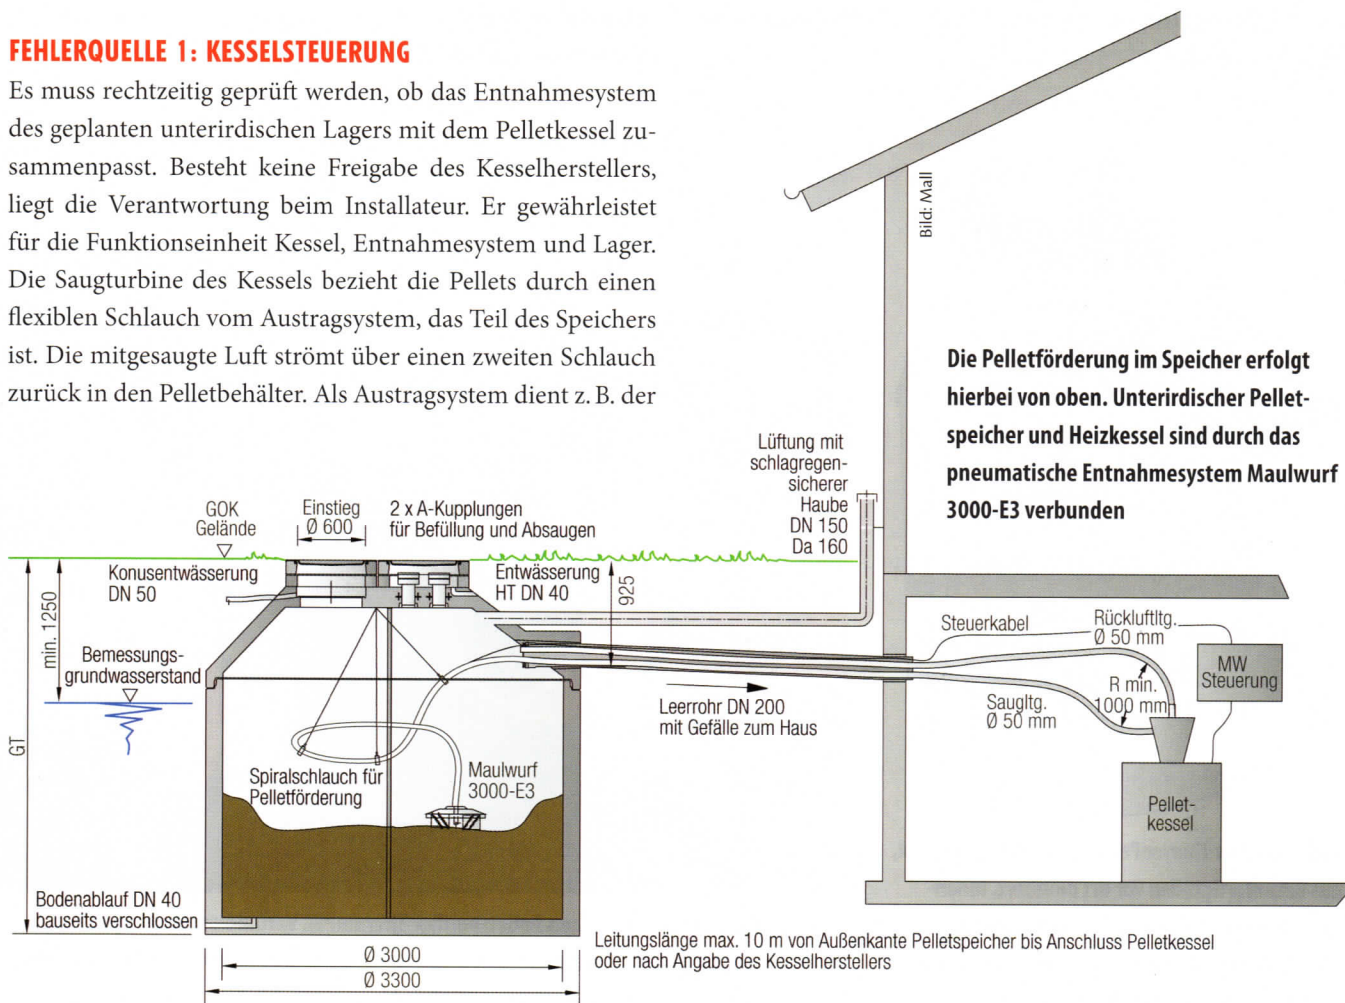 FEHLERQUELLE 1: KESSELSTEUERUNG
Es muss rechtzeitig geprüft werden, ob das Entnahmesystem
des geplanten unterirdischen Lagers mit dem Pelletkessel zu-
sammenpasst. Besteht keine Freigabe des Kesselherstellers,
liegt die Verantwortung beim Installateur. Er gewährleistet
für die Funktionseinheit Kessel, Entnahmesystem und Lager.
Die Saugturbine des Kessels bezieht die Pellets durch einen
flexiblen Schlauch vom Austragsystem, das Teil des Speichers
ist. Die mitgesaugte Luft strömt über einen zweiten Schlauch
zurück in den Pelletbehälter. Als Austragsystem dient z. B. der
Bild: Mall
Die Pelletförderung im Speicher erfolgt
hierbei von oben. Unterirdischer Pellet-
speicher und Heizkessel sind durch das
pneumatische Entnahmesystem Maulwurf
3000-E3 verbunden
Lüftung mit
schlagregen-
sicherer
Haube
DN 150
Da 160
GOK
Gelände
Einstieg
Ø 600
2 x A-Kupplungen
für Befüllung und Absaugen
Konusentwässerung
DN 50
Entwässerung
HT DN 40
925
min. 1250
Bemessungs-
grundwasserstand
GT
Steuerkabel
Rückluftltg.
Ø 50 mm
MW
Steuerung
R min.
1000 mm
Saugltg.
Ø 50 mm
Leerrohr DN 200
mit Gefälle zum Haus
Spiralschlauch für
Pelletförderung
Maulwurf
3000-E3
Pellet-
kessel
Bodenablauf DN 40
bauseits verschlossen
Leitungslänge max. 10 m von Außenkante Pelletspeicher bis Anschluss Pelletkessel
oder nach Angabe des Kesselherstellers
Ø 3000
Ø 3300